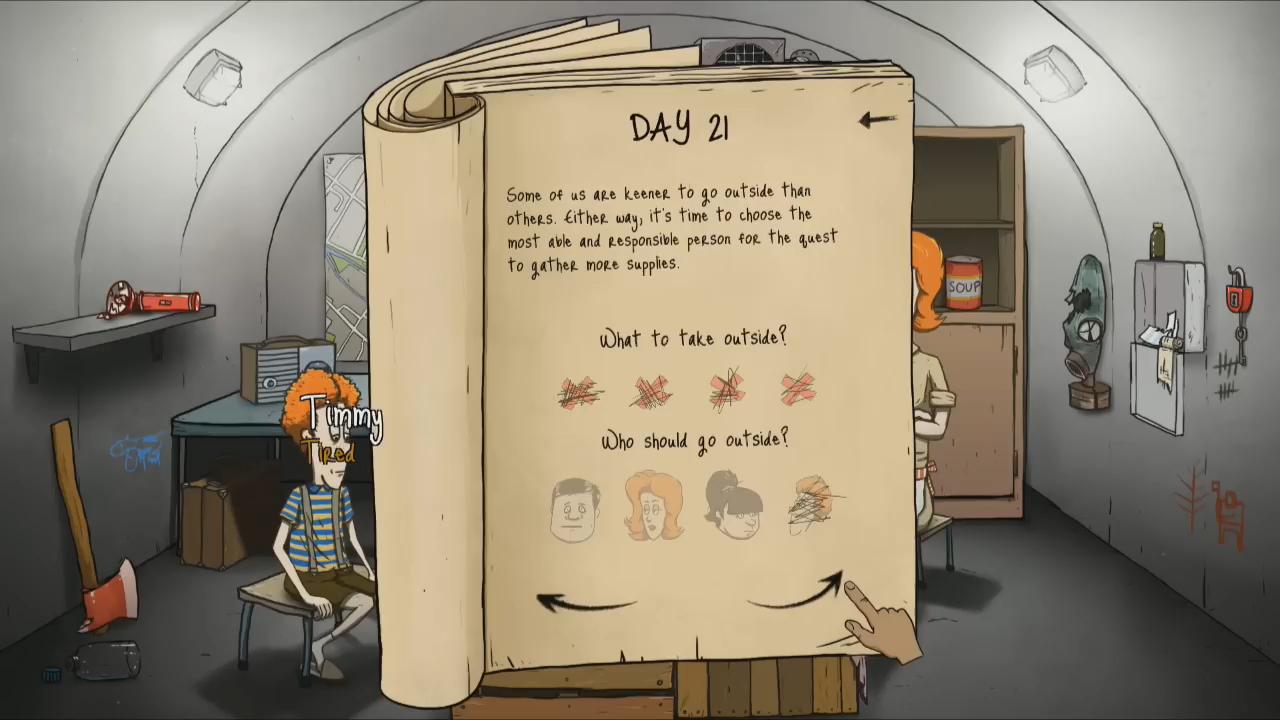 DAY 21
Some of us are keener to go outside than
others. Either way, it's time to choose the
most able and responsible person for the quest
to gather more supplies.
What to take outside?
Who should go outside?
Timmy
Tired
SOUP